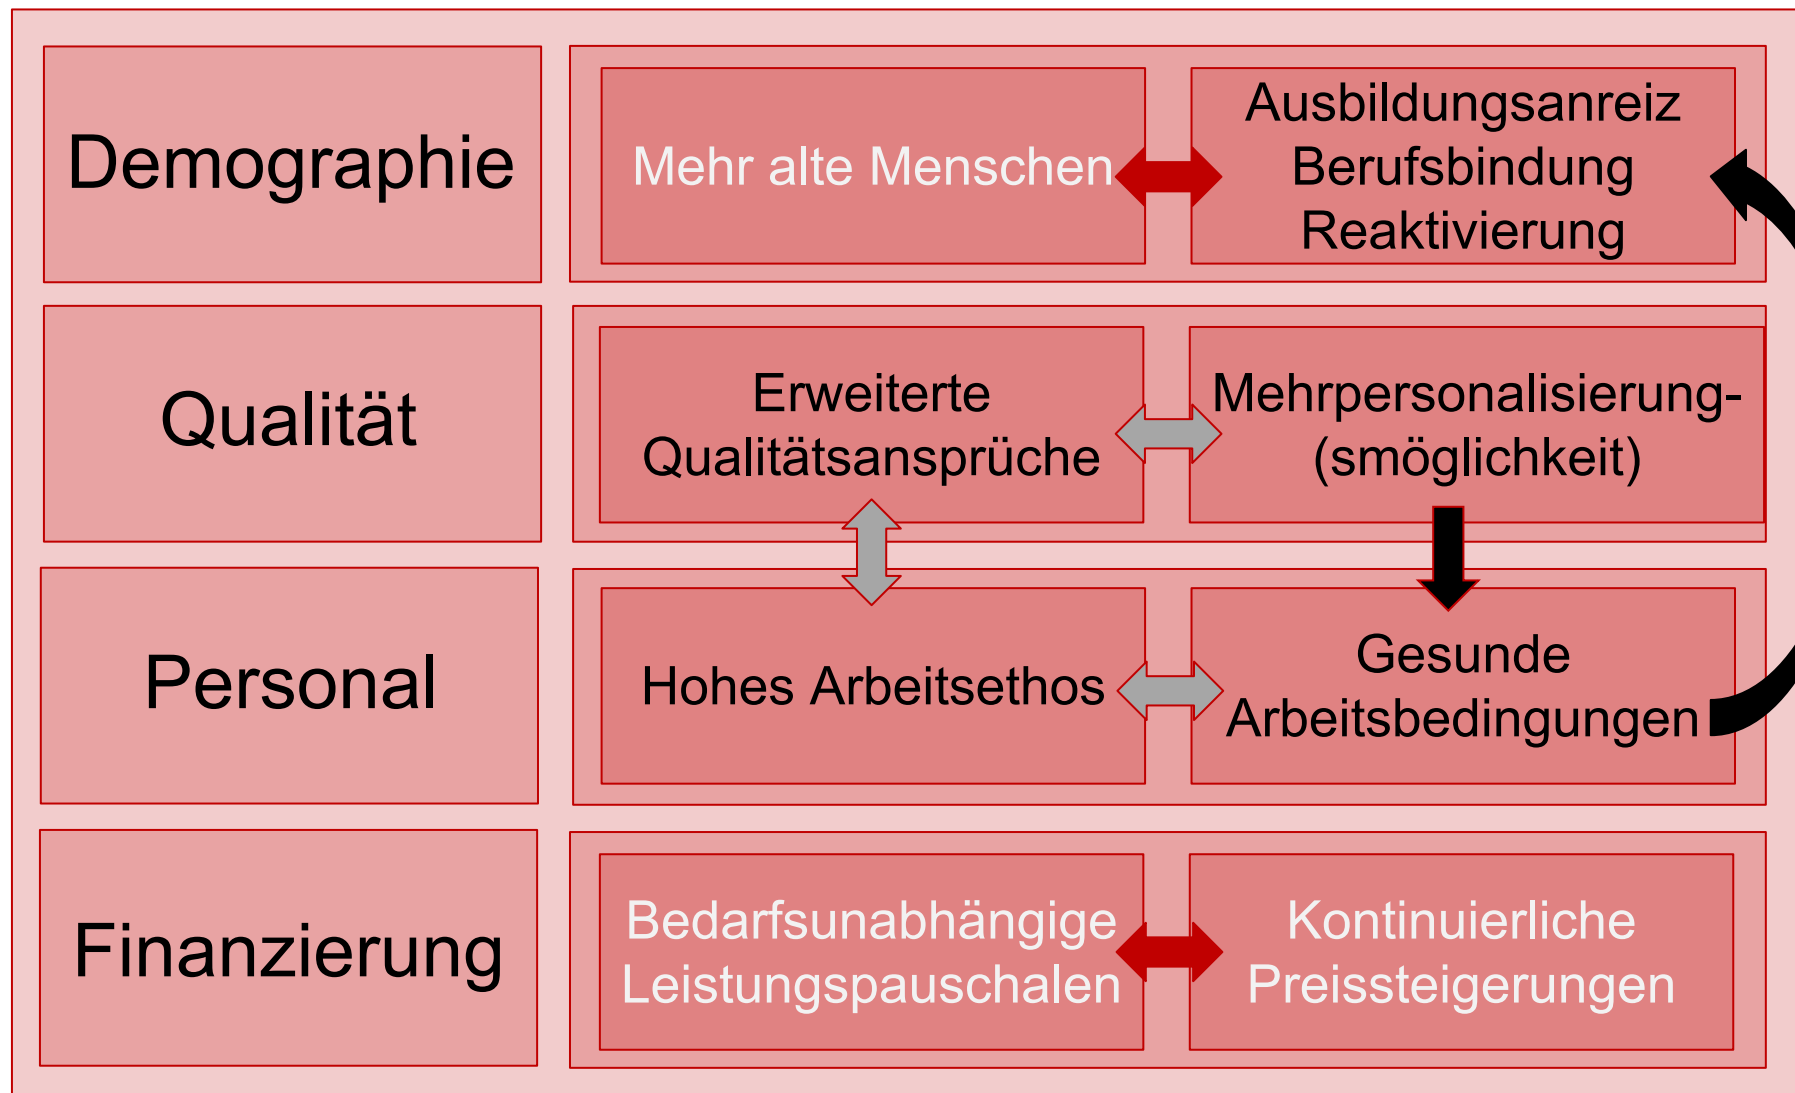 Demographie
Mehr alte Menschen
Ausbildungsanreiz
Berufsbindung
Reaktivierung
Qualität
Erweiterte
Qualitätsansprüche
Mehrpersonalisierung-
(smöglichkeit)
Personal
Hohes Arbeitsethos
Gesunde
Arbeitsbedingungen
Finanzierung
Bedarfsunabhängige
Leistungspauschalen
Kontinuierliche
Preissteigerungen